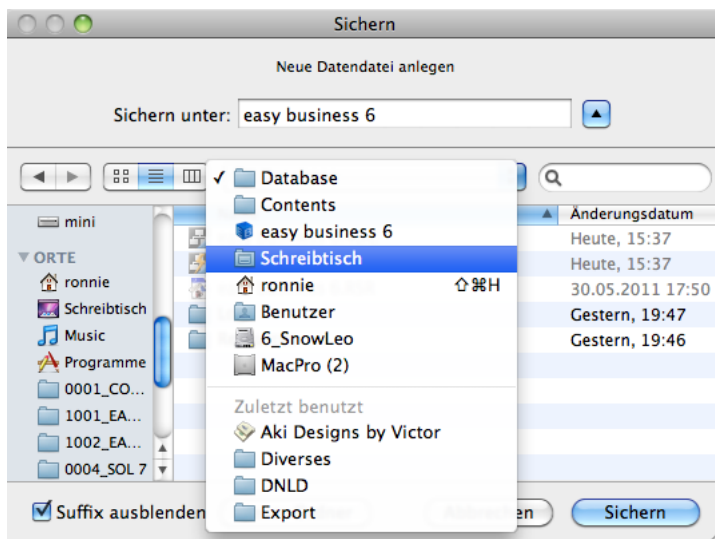 Sichern
Neue Datendatei anlegen
Sichern unter: easy business 6
Database
Contents
easy business 6
Schreibtisch
ronnie ⇧⌘H
Benutzer
6_SnowLeo
MacPro (2)
Zuletzt benutzt
Aki Designs by Victor
Diverses
DNLD
Export
mini
ORTE
ronnie
Schreibtisch
Music
Programme
0001_CO...
1001_EA...
1002_EA...
0004_SOL 7
Änderungsdatum
Heute, 15:37
Heute, 15:37
30.05.2011 17:50
Gestern, 19:47
Gestern, 19:46
Suffix ausblenden
Sichern